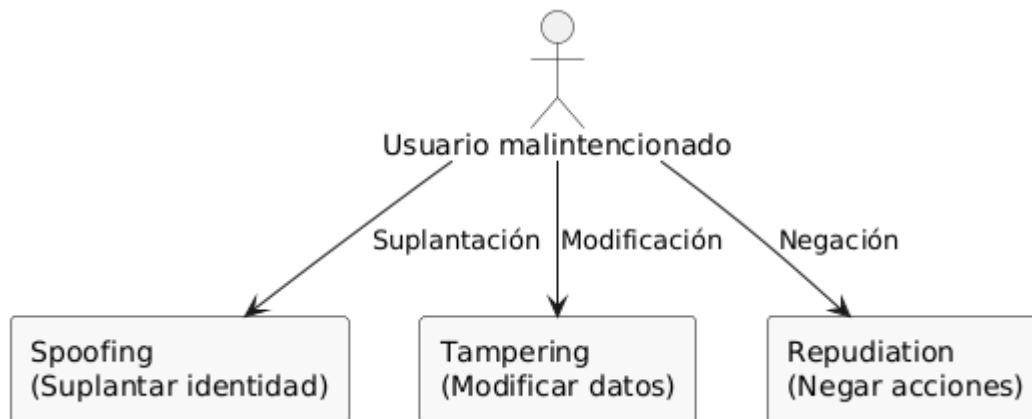 Usuario malintencionado
Suplantación
Modificación
Negación
Spoofing
(Suplantar identidad)
Tampering
(Modificar datos)
Repudiation
(Negar acciones)